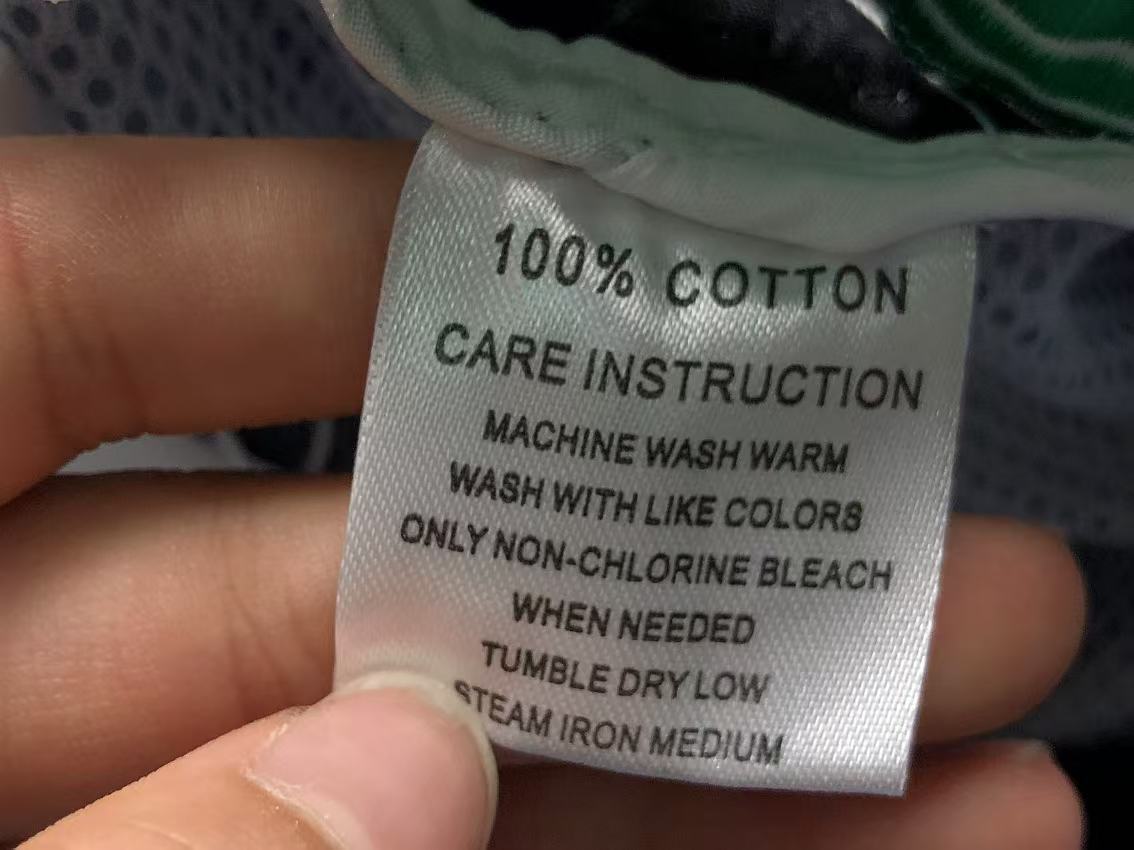 100% COTTON
CARE INSTRUCTION
MACHINE WASH WARM
WASH WITH LIKE COLORS
ONLY NON-CHLORINE BLEACH
WHEN NEEDED
TUMBLE DRY LOW
STEAM IRON MEDIUM